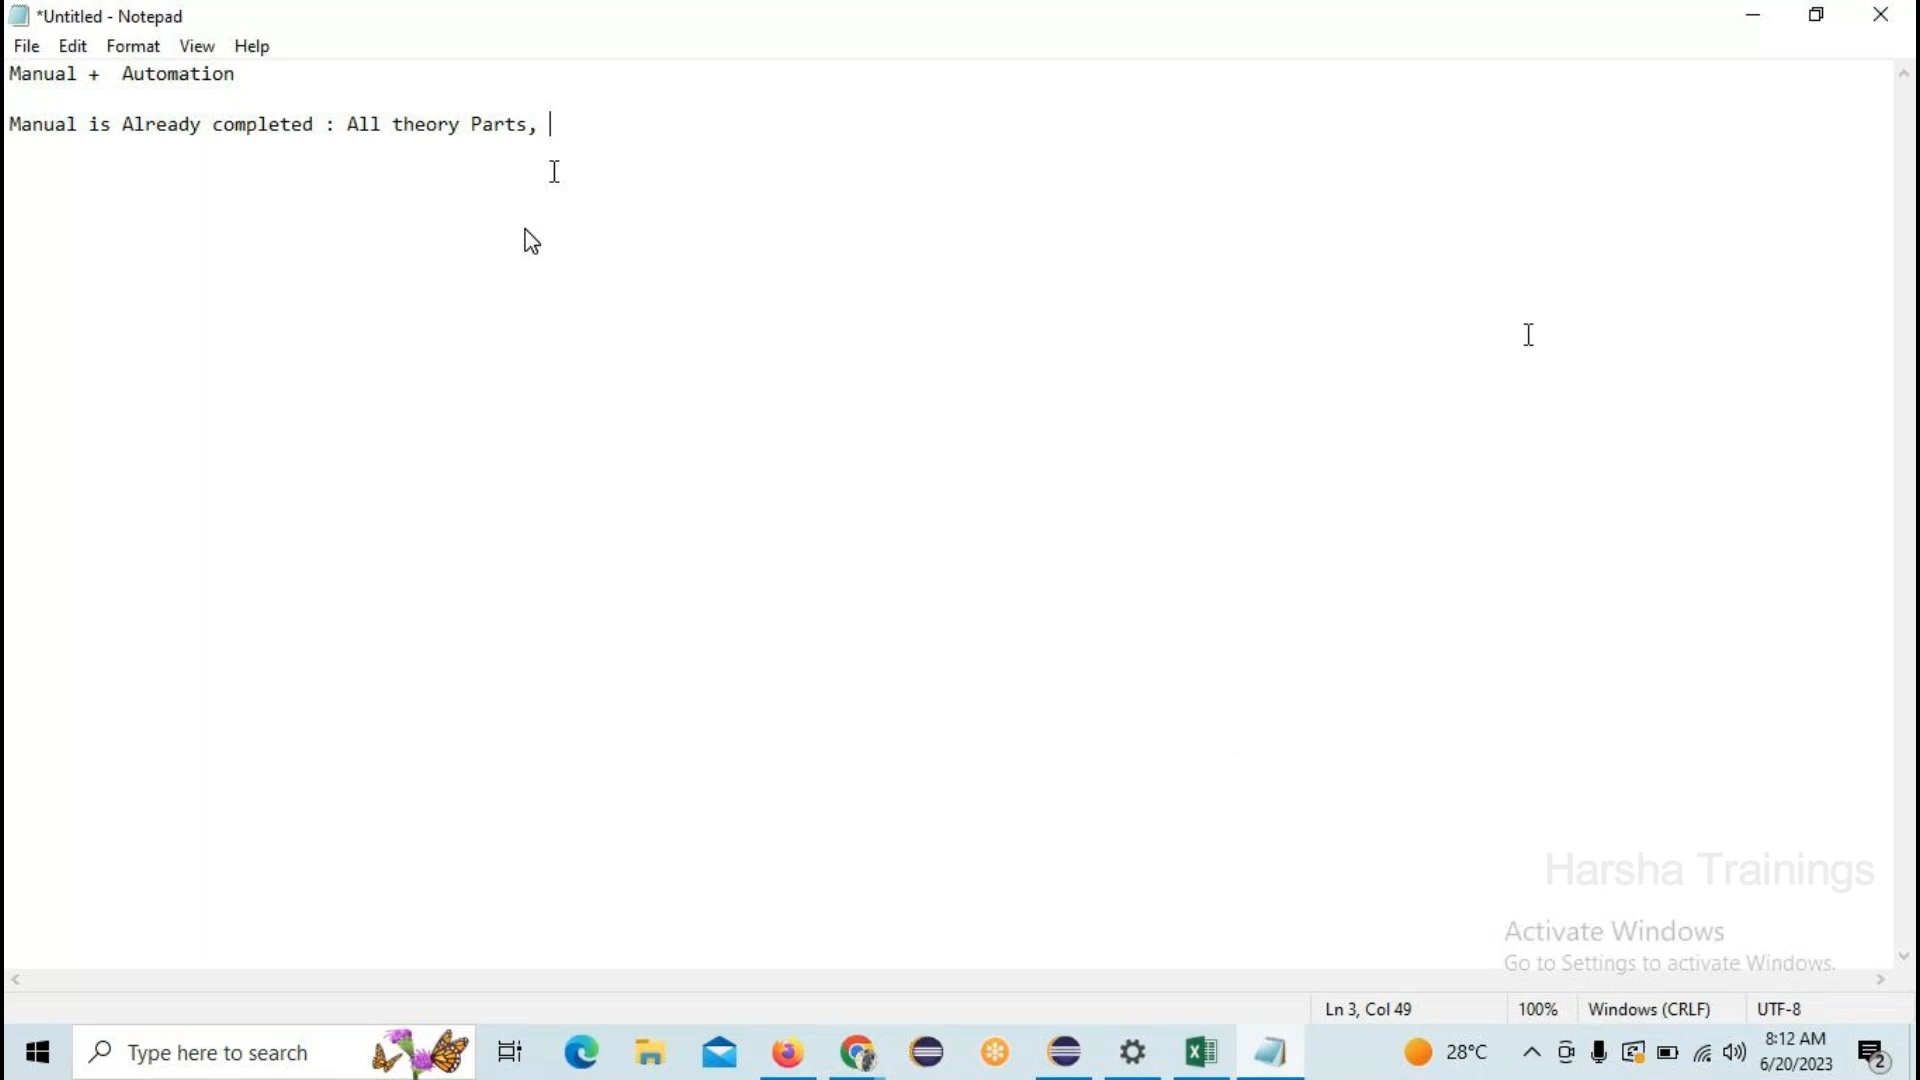 *Untitled - Notepad
File Edit Format View Help
Manual +  Automation
Manual is Already completed : All theory Parts,
Harsha Trainings
Activate Windows
Go to Settings to activate Windows.
Ln 3, Col 49 100% Windows (CRLF) UTF-8
Type here to search
28°C
8:12 AM
6/20/2023
2